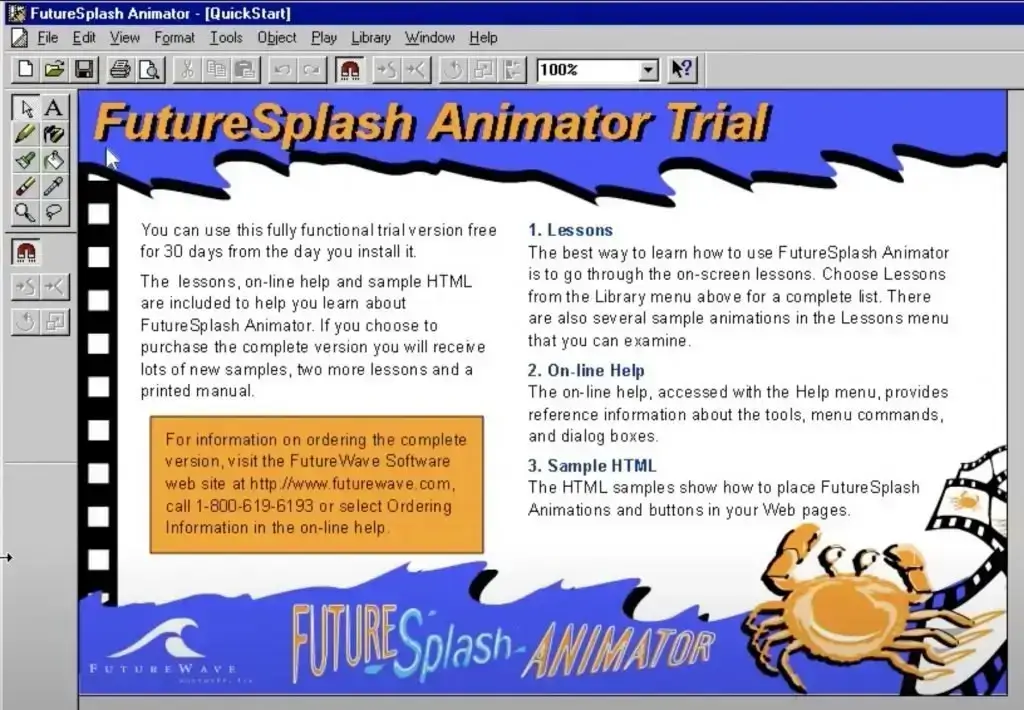 FutureSplash Animator - [QuickStart]
File Edit View Format Tools Object Play Library Window Help
100%
A
FutureSplash Animator Trial
You can use this fully functional trial version free
for 30 days from the day you install it.
The lessons, on-line help and sample HTML
are included to help you learn about
FutureSplash Animator. If you choose to
purchase the complete version you will receive
lots of new samples, two more lessons and a
printed manual.
For information on ordering the complete
version, visit the FutureWave Software
web site at http://www.futurewave.com,
call 1-800-619-6193 or select Ordering
Information in the on-line help.
1. Lessons
The best way to learn how to use FutureSplash Animator
is to go through the on-screen lessons. Choose Lessons
from the Library menu above for a complete list. There
are also several sample animations in the Lessons menu
that you can examine.
2. On-line Help
The on-line help, accessed with the Help menu, provides
reference information about the tools, menu commands,
and dialog boxes.
3. Sample HTML
The HTML samples show how to place FutureSplash
Animations and buttons in your Web pages.
FUTUREWAVE
FUTURE Splash ANIMATOR